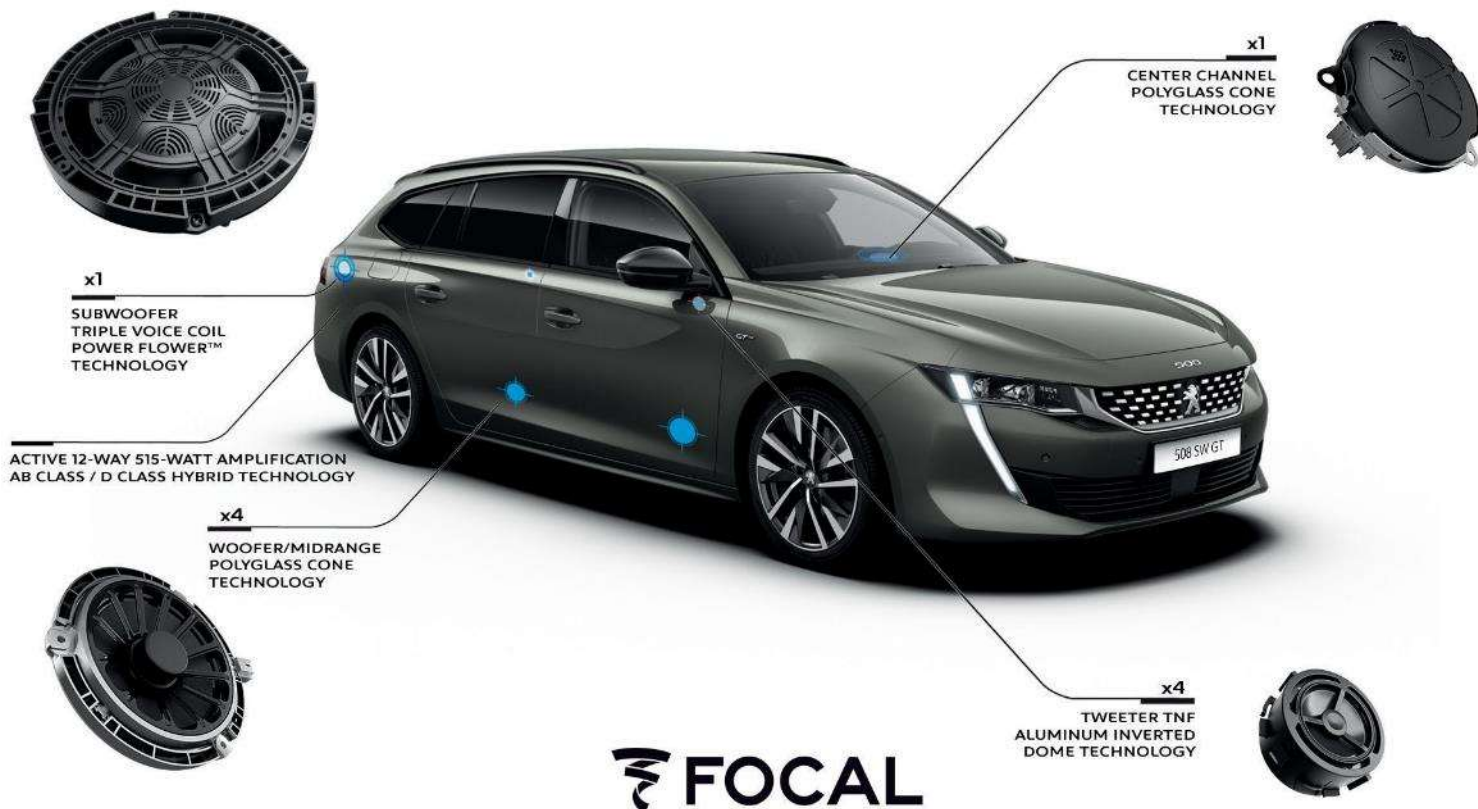 x1
CENTER CHANNEL
POLYGLASS CONE
TECHNOLOGY
x1
SUBWOOFER
TRIPLE VOICE COIL
POWER FLOWER™
TECHNOLOGY
GT
508
508 SW GT
ACTIVE 12-WAY 515-WATT AMPLIFICATION
AB CLASS / D CLASS HYBRID TECHNOLOGY
x4
WOOFER/MIDRANGE
POLYGLASS CONE
TECHNOLOGY
x4
TWEETER TNF
ALUMINUM INVERTED
DOME TECHNOLOGY
FOCAL